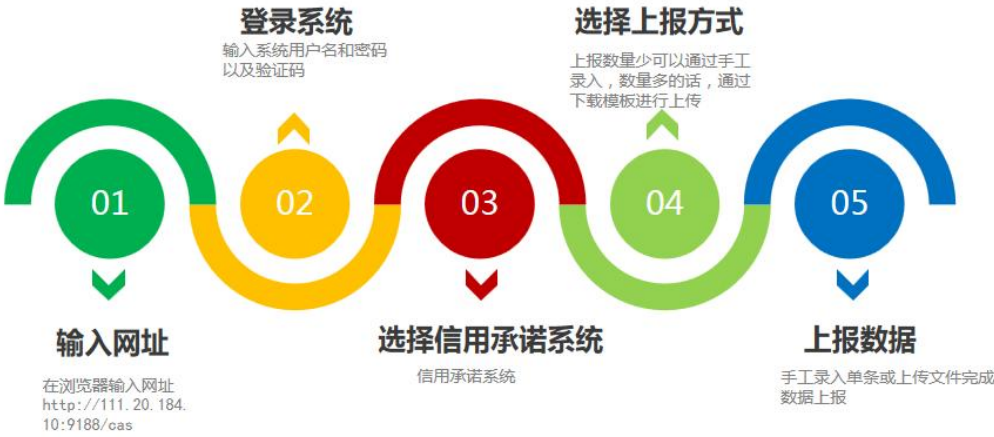 01
输入网址
在浏览器输入网址
http://111.20.184.
10:9188/cas
登录系统
输入系统用户名和密码
以及验证码
02
03
选择信用承诺系统
信用承诺系统
选择上报方式
上报数量少可以通过手工
录入，数量多的话，通过
下载模板进行上传
04
05
上报数据
手工录入单条或上传文件完成
数据上报